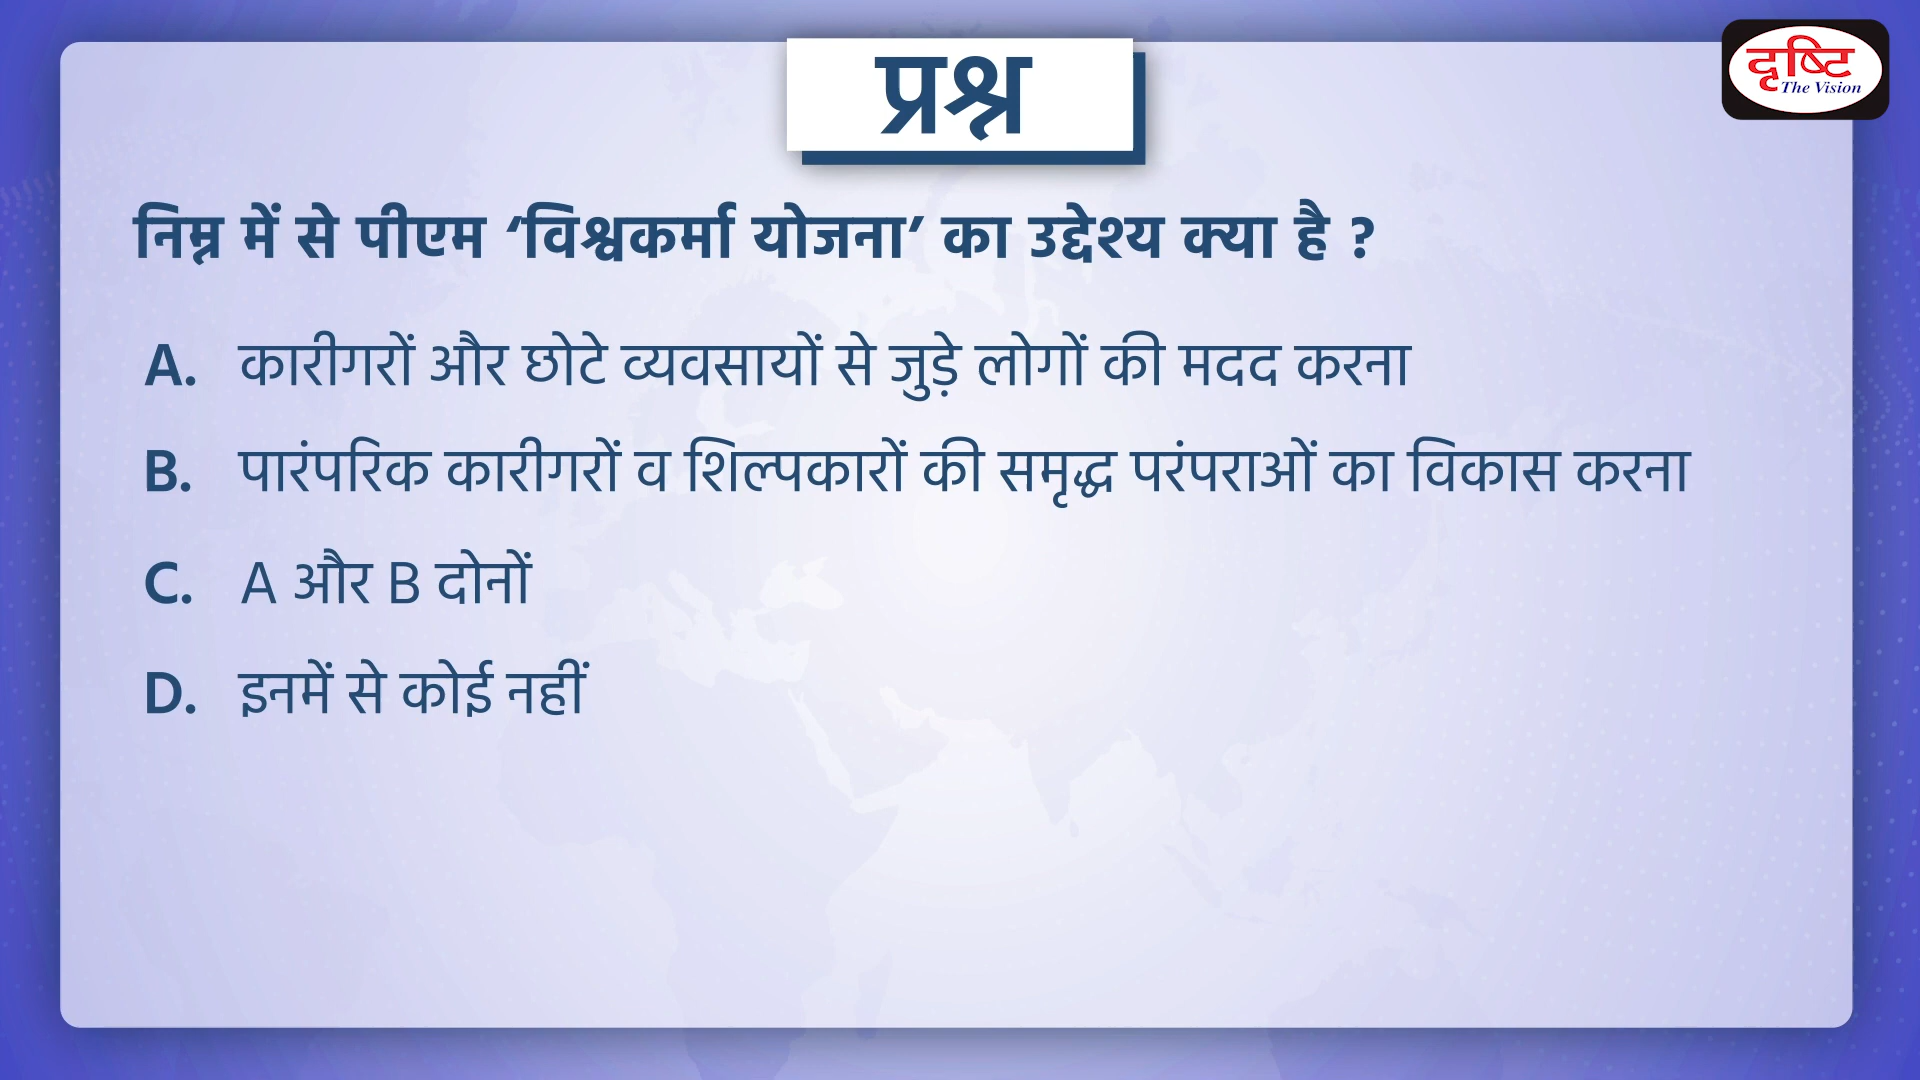 प्रश्न
दृष्टि
The Vision
निम्न में से पीएम ‘विश्वकर्मा योजना’ का उद्देश्य क्या है ?
A. कारीगरों और छोटे व्यवसायों से जुड़े लोगों की मदद करना
B. पारंपरिक कारीगरों व शिल्पकारों की समृद्ध परंपराओं का विकास करना
C. A और B दोनों
D. इनमें से कोई नहीं